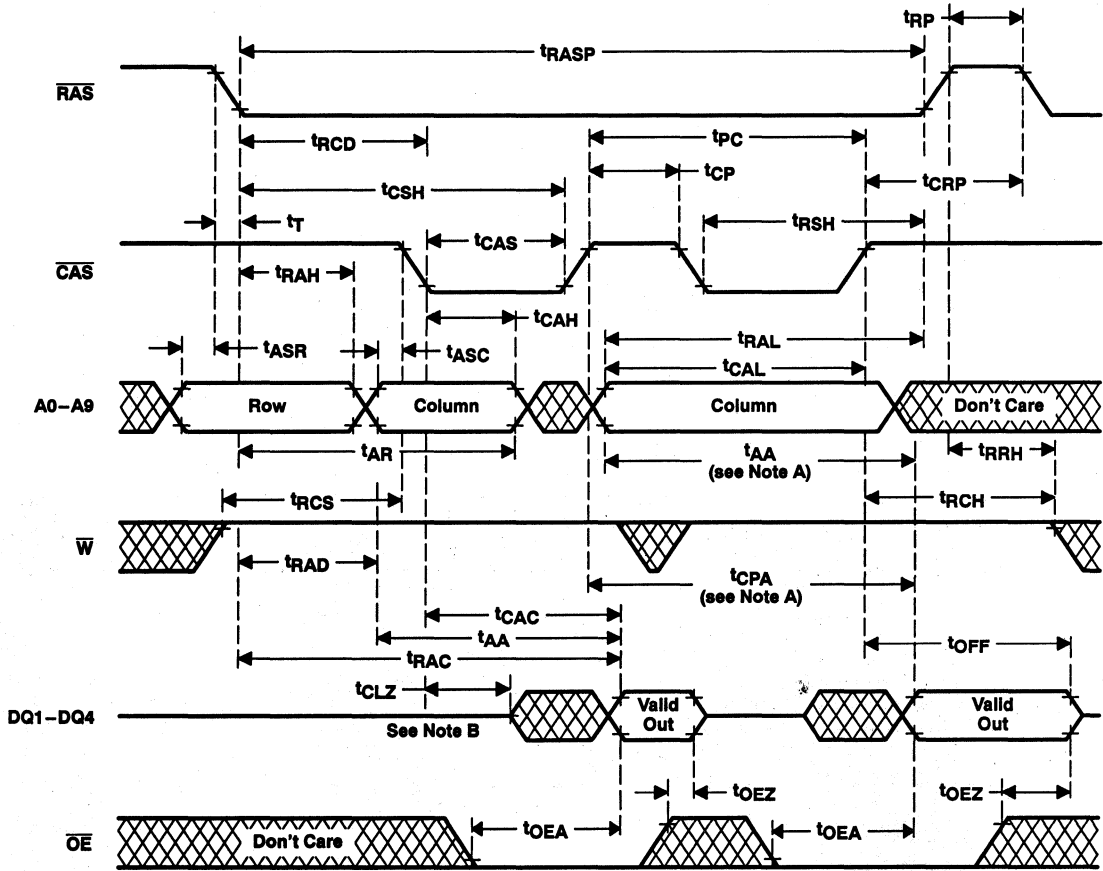 tRP
tRASP
RAS
tRCD
tPC
tCP
tCSH
tCRP
tT
tCAS
tRSH
CAS
tRAH
tCAH
tRAL
tASR
tASC
tCAL
A0–A9
Row
Column
Column
Don't Care
tAR
tAA
(see Note A)
tRRH
tRCS
tRCH
W
tRAD
tCPA
(see Note A)
tCAC
tAA
tOFF
tRAC
tCLZ
DQ1–DQ4
See Note B
Valid
Out
Valid
Out
tOEZ
tOEZ
OE
Don't Care
tOEA
tOEA